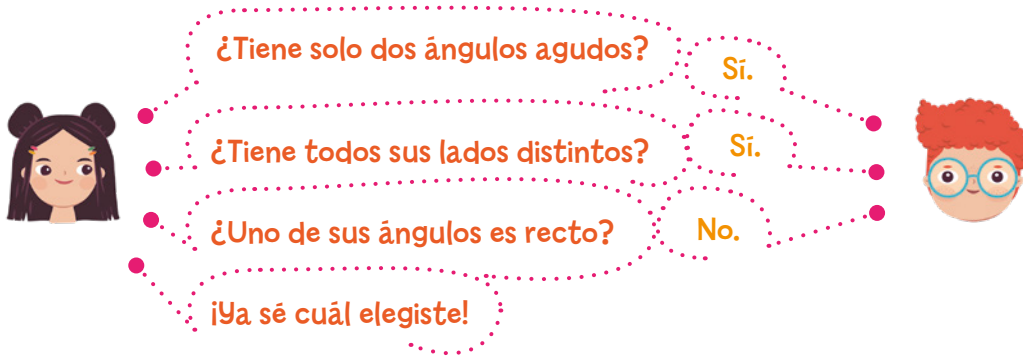 ¿Tiene solo dos ángulos agudos?
Sí.
¿Tiene todos sus lados distintos?
Sí.
¿Uno de sus ángulos es recto?
No.
¡Ya sé cuál elegiste!